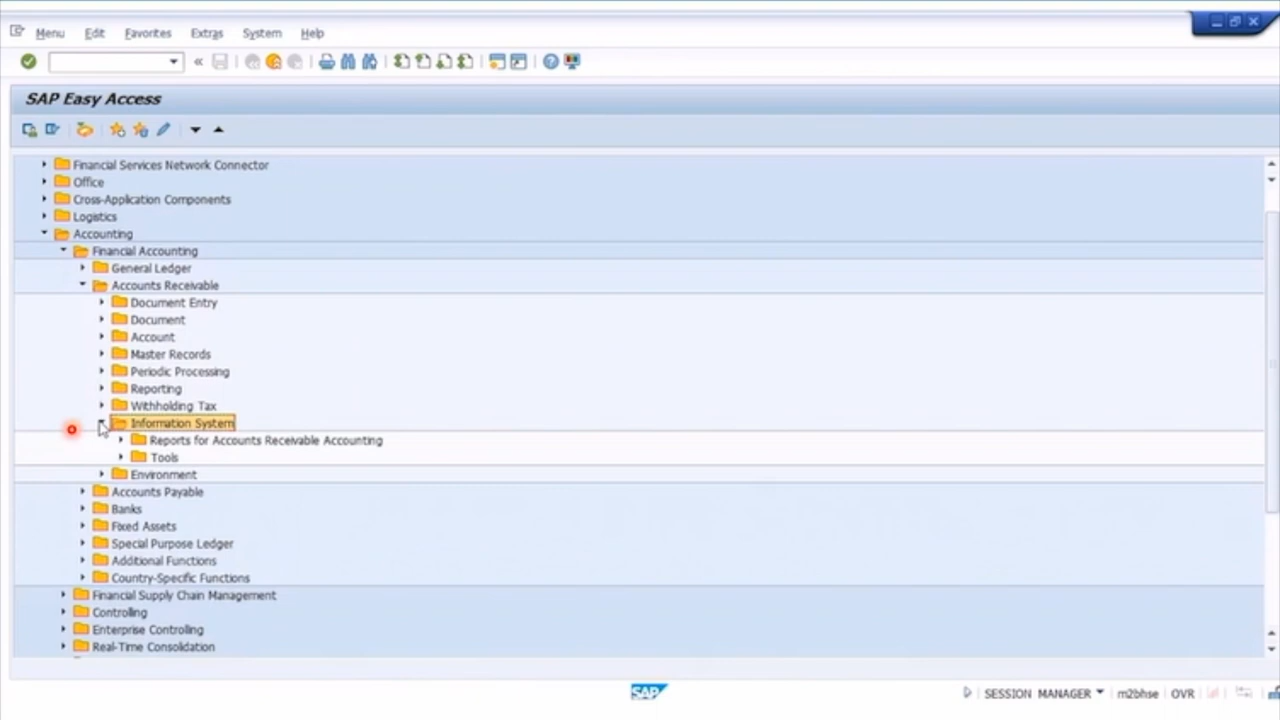 Menu Edit Favorites Extras System Help
SAP Easy Access
Financial Services Network Connector
Office
Cross-Application Components
Logistics
Accounting
Financial Accounting
General Ledger
Accounts Receivable
Document Entry
Document
Account
Master Records
Periodic Processing
Reporting
Withholding Tax
Information System
Reports for Accounts Receivable Accounting
Tools
Environment
Accounts Payable
Banks
Fixed Assets
Special Purpose Ledger
Additional Functions
Country-Specific Functions
Financial Supply Chain Management
Controlling
Enterprise Controlling
Real-Time Consolidation
SAP SESSION MANAGER m2bhse OVR